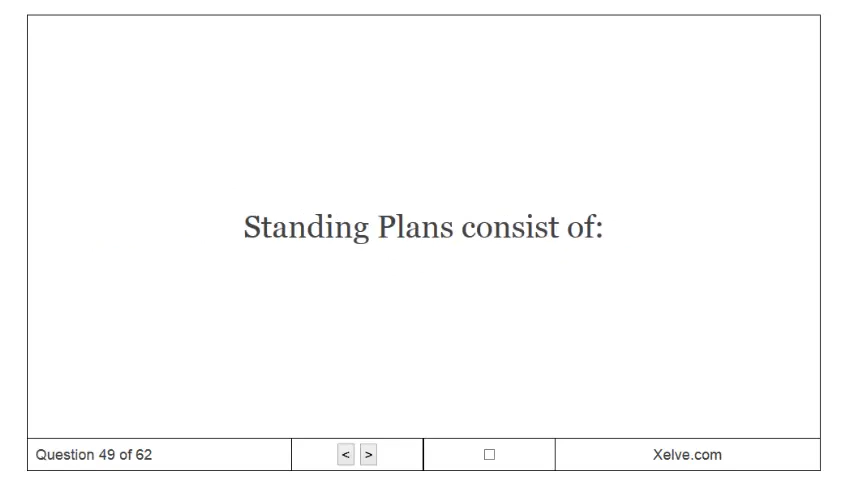 Standing Plans consist of:
Question 49 of 62
< >
Xelve.com